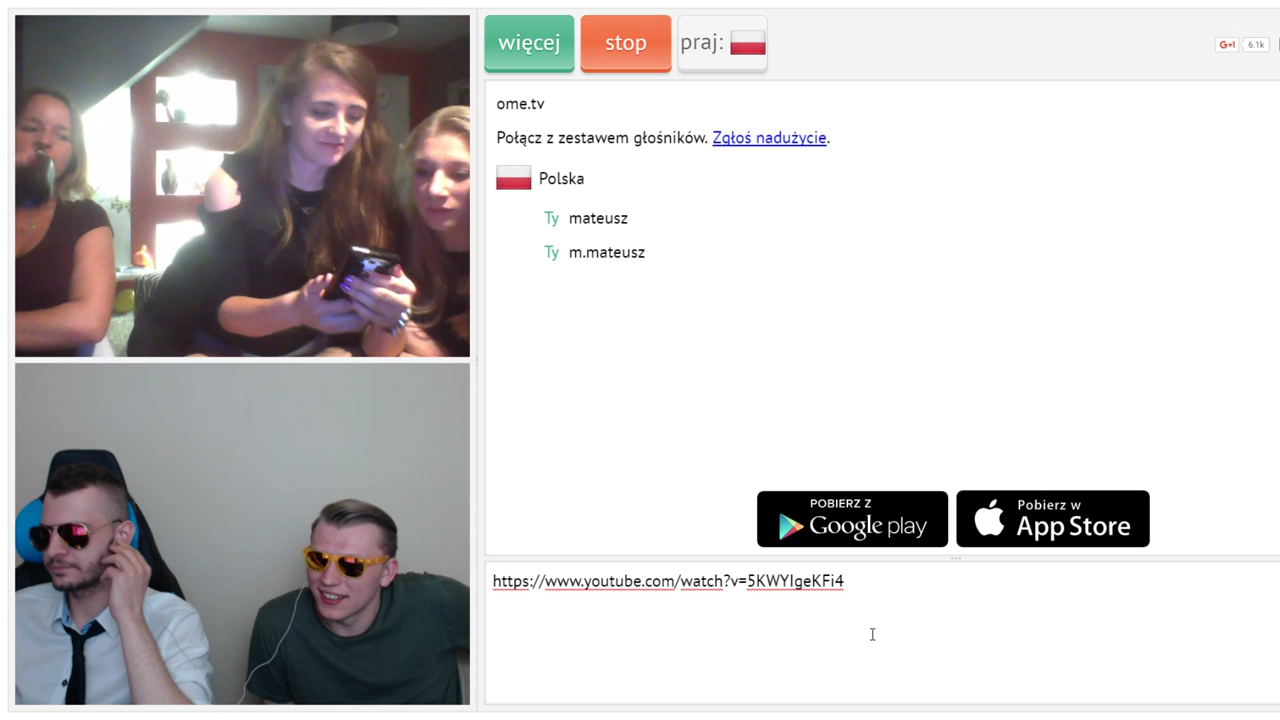 więcej
stop
praj:
G+1 6.1k
ome.tv
Połącz z zestawem głośników. Zgłoś nadużycie.
Polska
Ty mateusz
Ty m.mateusz
POBIERZ Z
Google play
Pobierz w
App Store
https://www.youtube.com/watch?v=5KWYIgeKFi4